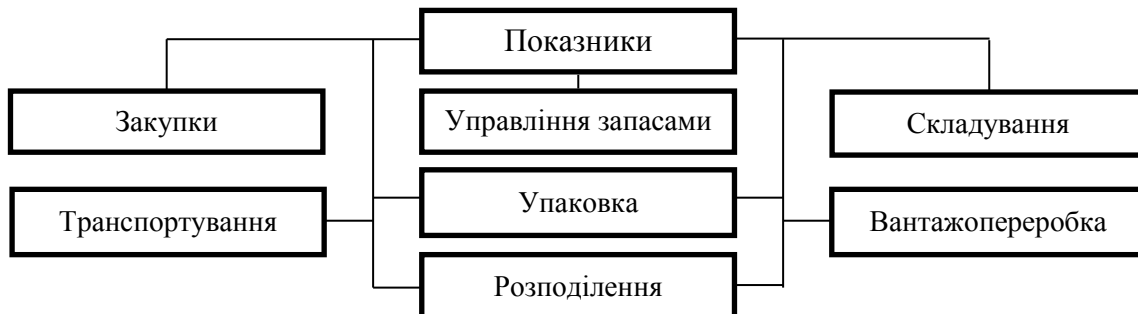 Показники
Закупки
Управління запасами
Складування
Транспортування
Упаковка
Вантажопереробка
Розподілення